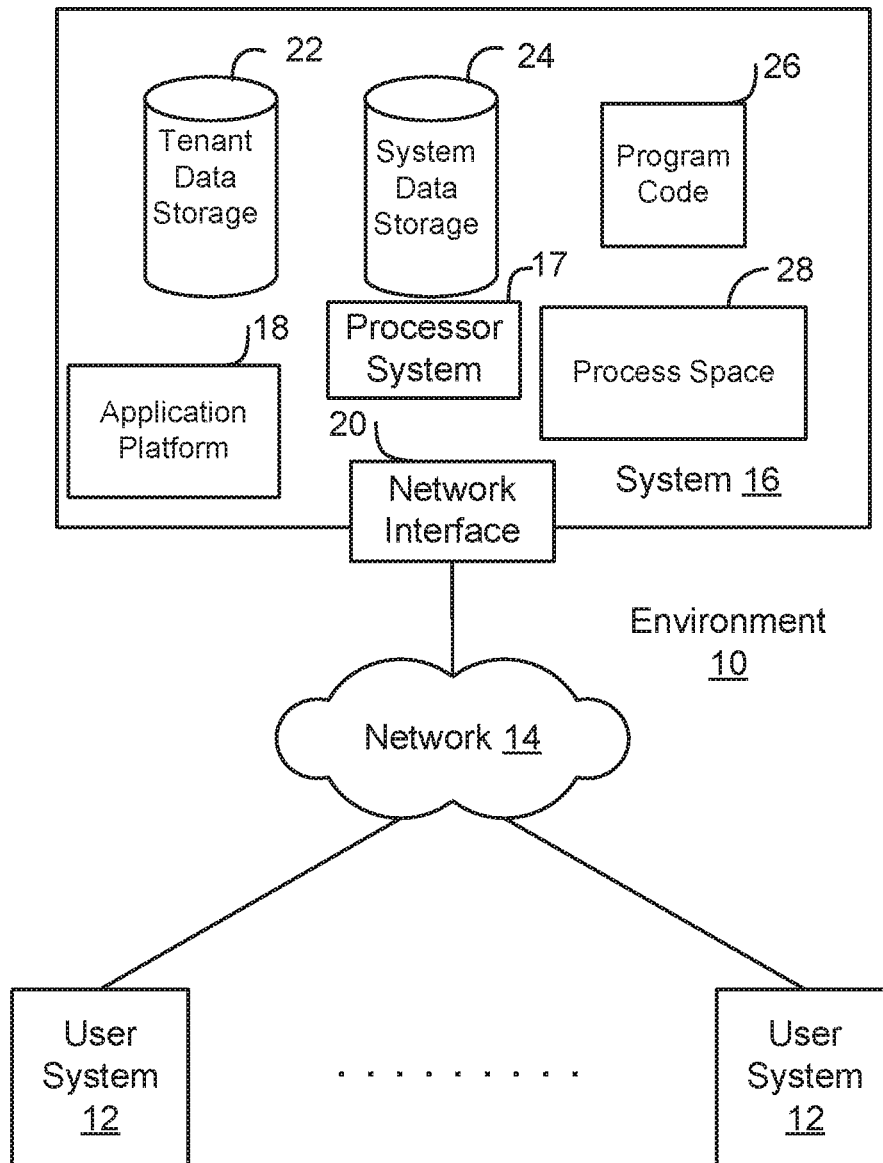 22
24
26
Tenant
Data
Storage
System
Data
Storage
Program
Code
17
28
18
Processor
System
Process Space
Application
Platform
20
Network
Interface
System 16
Environment
10
Network 14
User
System
12
. . . . . . . . .
User
System
12